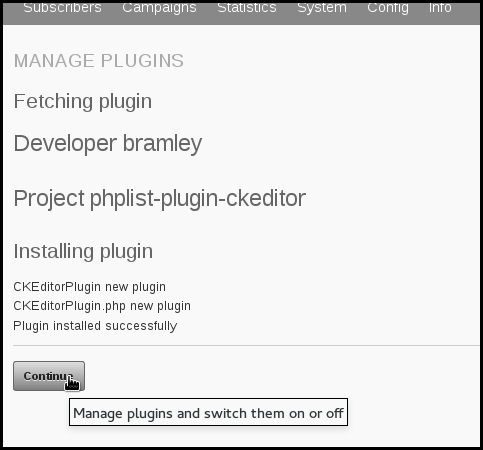 Subscribers Campaigns Statistics System Config Info
MANAGE PLUGINS
Fetching plugin
Developer bramley
Project phplist-plugin-ckeditor
Installing plugin
CKEditorPlugin new plugin
CKEditorPlugin.php new plugin
Plugin installed successfully
Continue
Manage plugins and switch them on or off